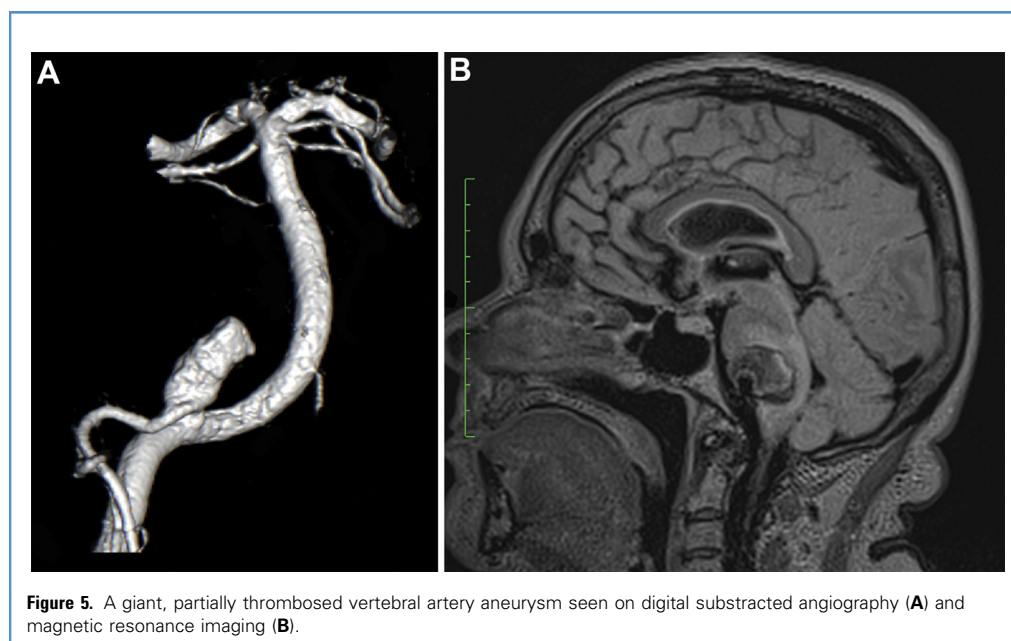 A
B
Figure 5. A giant, partially thrombosed vertebral artery aneurysm seen on digital substracted angiography (A) and
magnetic resonance imaging (B).